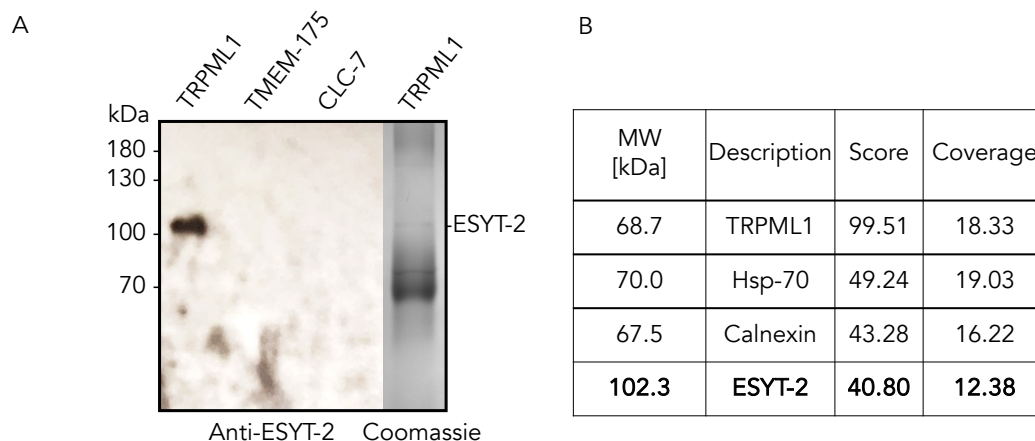 A
B
TRPML1 TMEM-175 CLC-7 TRPML1
kDa
180
130
100
70
ESYT-2
Anti-ESYT-2 Coomassie
MW [kDa] Description Score Coverage
68.7 TRPML1 99.51 18.33
70.0 Hsp-70 49.24 19.03
67.5 Calnexin 43.28 16.22
102.3 ESYT-2 40.80 12.38